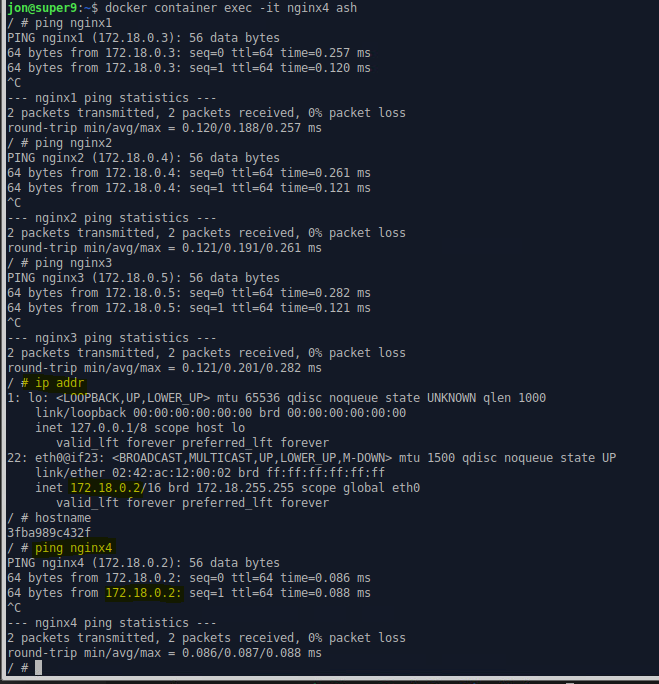 jon@super9:~$ docker container exec -it nginx4 ash
/ # ping nginx1
PING nginx1 (172.18.0.3): 56 data bytes
64 bytes from 172.18.0.3: seq=0 ttl=64 time=0.257 ms
64 bytes from 172.18.0.3: seq=1 ttl=64 time=0.120 ms
^C
--- nginx1 ping statistics ---
2 packets transmitted, 2 packets received, 0% packet loss
round-trip min/avg/max = 0.120/0.188/0.257 ms
/ # ping nginx2
PING nginx2 (172.18.0.4): 56 data bytes
64 bytes from 172.18.0.4: seq=0 ttl=64 time=0.261 ms
64 bytes from 172.18.0.4: seq=1 ttl=64 time=0.121 ms
^C
--- nginx2 ping statistics ---
2 packets transmitted, 2 packets received, 0% packet loss
round-trip min/avg/max = 0.121/0.191/0.261 ms
/ # ping nginx3
PING nginx3 (172.18.0.5): 56 data bytes
64 bytes from 172.18.0.5: seq=0 ttl=64 time=0.282 ms
64 bytes from 172.18.0.5: seq=1 ttl=64 time=0.121 ms
^C
--- nginx3 ping statistics ---
2 packets transmitted, 2 packets received, 0% packet loss
round-trip min/avg/max = 0.121/0.201/0.282 ms
/ # ip addr
1: lo: <LOOPBACK,UP,LOWER_UP> mtu 65536 qdisc noqueue state UNKNOWN qlen 1000
    link/loopback 00:00:00:00:00:00 brd 00:00:00:00:00:00
    inet 127.0.0.1/8 scope host lo
       valid_lft forever preferred_lft forever
22: eth0@if23: <BROADCAST,MULTICAST,UP,LOWER_UP,M-DOWN> mtu 1500 qdisc noqueue state UP
    link/ether 02:42:ac:12:00:02 brd ff:ff:ff:ff:ff:ff
    inet 172.18.0.2/16 brd 172.18.255.255 scope global eth0
       valid_lft forever preferred_lft forever
/ # hostname
3fba989c432f
/ # ping nginx4
PING nginx4 (172.18.0.2): 56 data bytes
64 bytes from 172.18.0.2: seq=0 ttl=64 time=0.086 ms
64 bytes from 172.18.0.2: seq=1 ttl=64 time=0.088 ms
^C
--- nginx4 ping statistics ---
2 packets transmitted, 2 packets received, 0% packet loss
round-trip min/avg/max = 0.086/0.087/0.088 ms
/ #